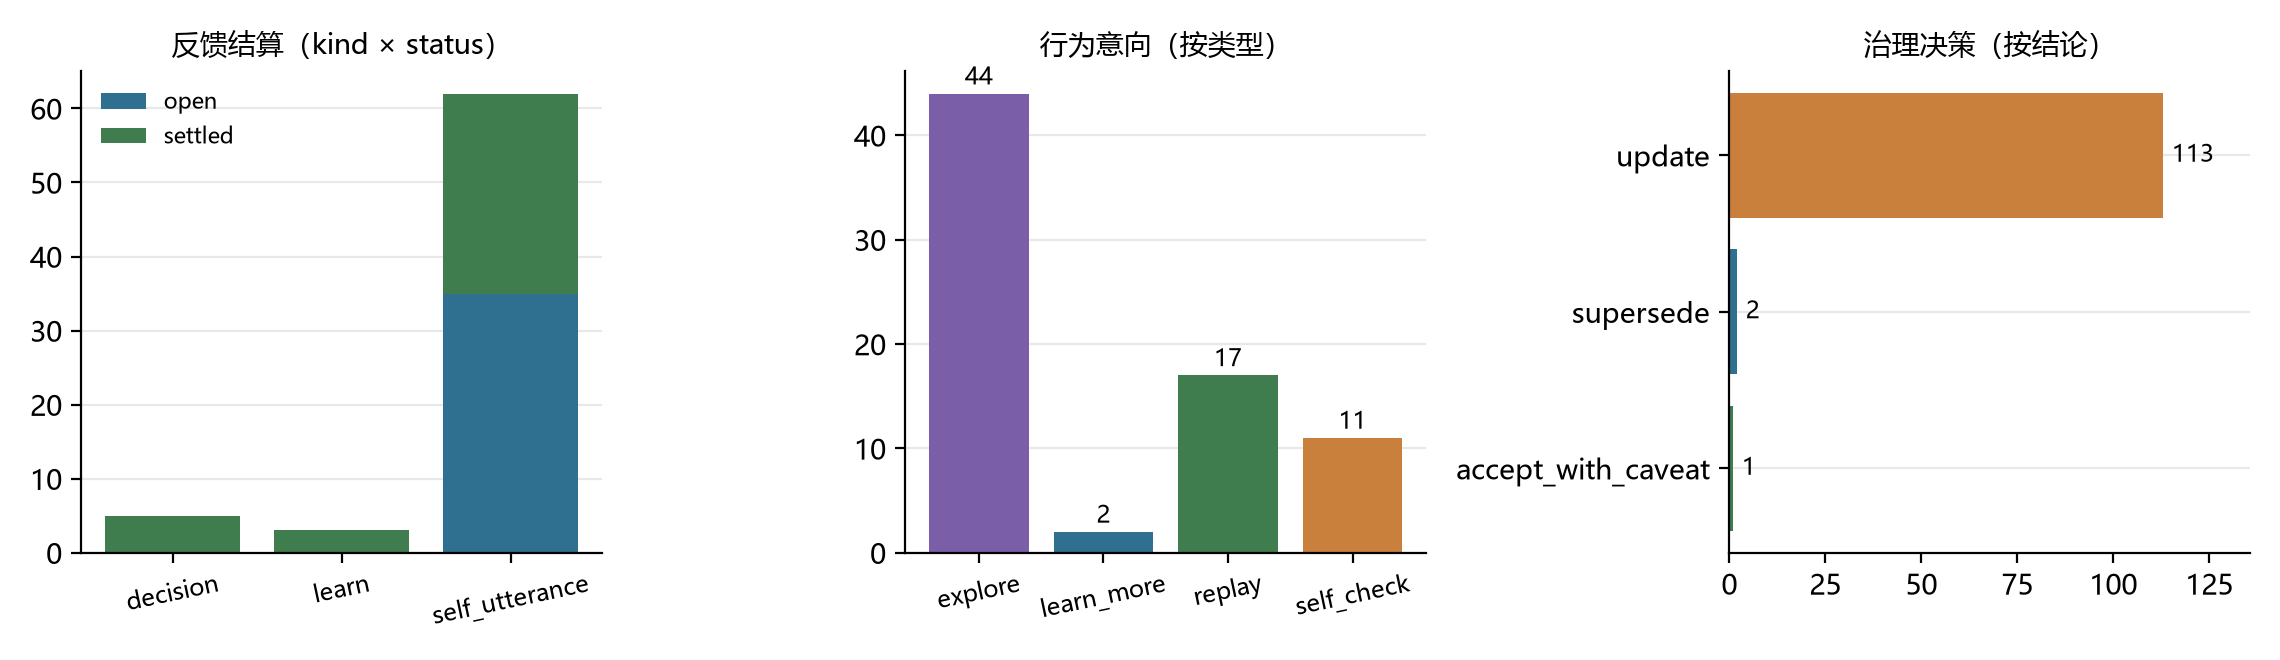 反馈结算（kind × status）
open
settled
60
50
40
30
20
10
0
decision
learn
self_utterance
行为意向（按类型）
44
2
17
11
40
30
20
10
0
explore
learn_more
replay
self_check
治理决策（按结论）
update
113
supersede
2
accept_with_caveat
1
0
25
50
75
100
125